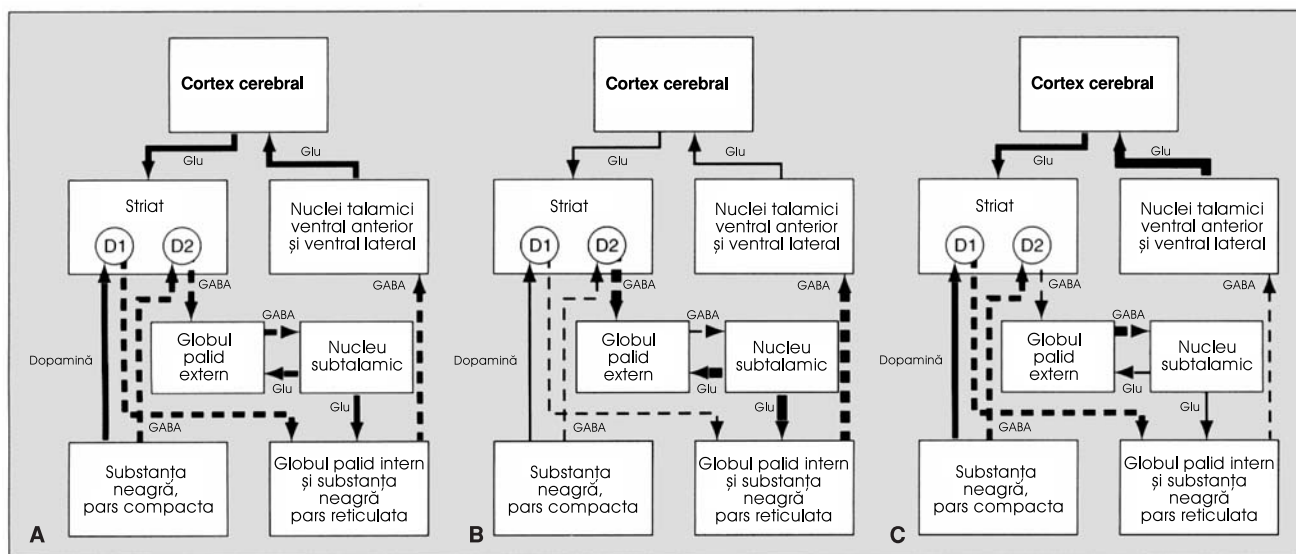 Cortex cerebral
Glu
Glu
Striat
D1
D2
Nuclei talamici
ventral anterior
și ventral lateral
GABA
GABA
GABA
Globul
palid
extern
Nucleu
subtalamic
Dopamină
Glu
Glu
GABA
Substanța
neagră,
pars compacta
Globul palid intern
și substanța
neagră
pars reticulata
A
Cortex cerebral
Glu
Glu
Striat
D1
D2
Nuclei talamici
ventral anterior
și ventral lateral
GABA
GABA
GABA
Globul
palid
extern
Nucleu
subtalamic
Dopamină
Glu
Glu
GABA
Substanța
neagră,
pars compacta
Globul palid intern
și substanța
neagră
pars reticulata
B
Cortex cerebral
Glu
Glu
Striat
D1
D2
Nuclei talamici
ventral anterior
și ventral lateral
GABA
GABA
GABA
Globul
palid
extern
Nucleu
subtalamic
Dopamină
Glu
Glu
GABA
Substanța
neagră,
pars compacta
Globul palid intern
și substanța
neagră
pars reticulata
C